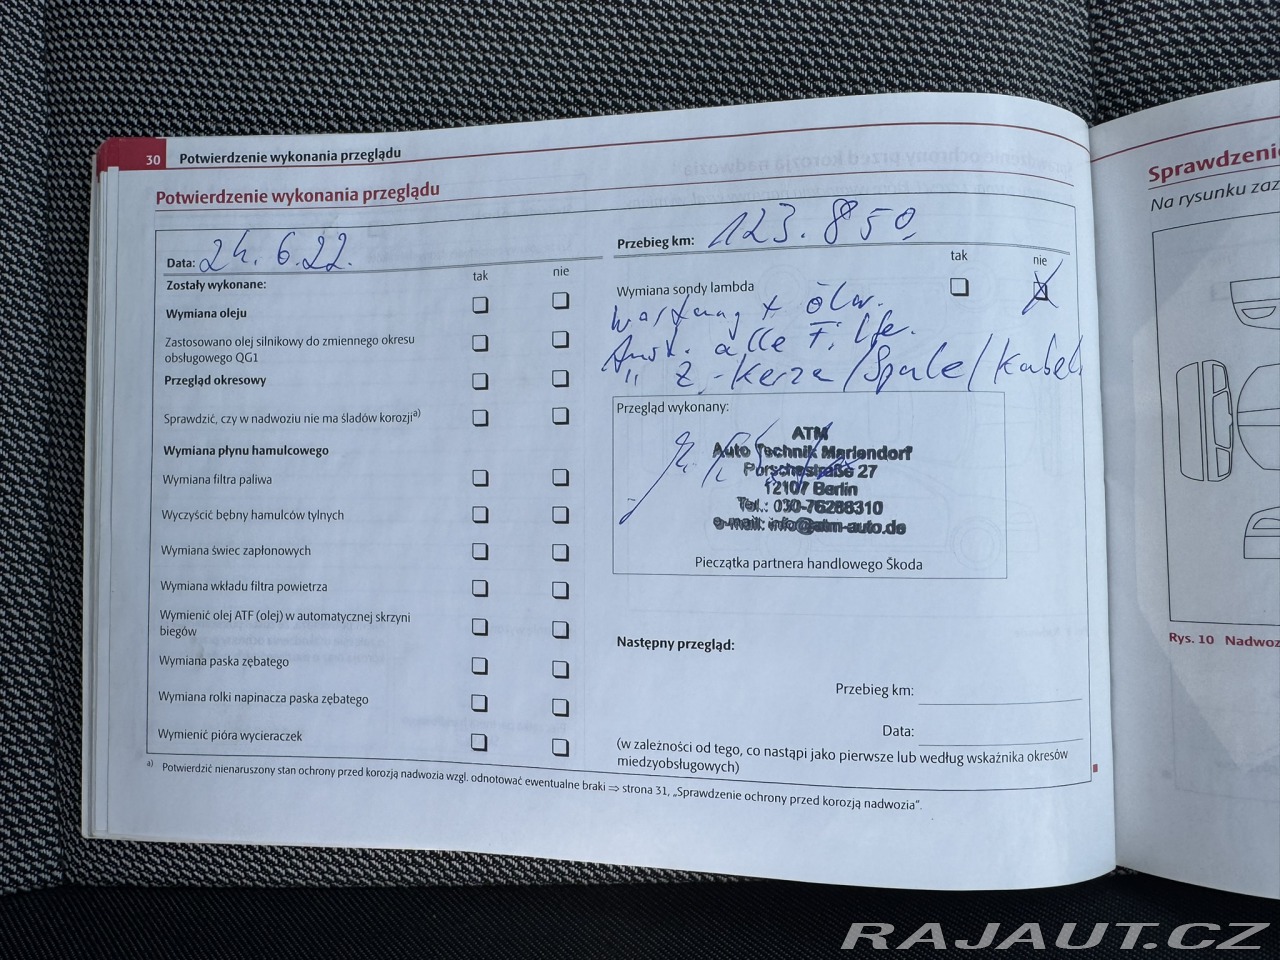 30 Potwierdzenie wykonania przeglądu
Potwierdzenie wykonania przeglądu
Data: 24.6.22.
Zostały wykonane:
tak nie
Wymiana oleju
Zastosowano olej silnikowy do zmiennego okresu
obsługowego QG1
Przegląd okresowy
Sprawdzić, czy w nadwoziu nie ma śladów korozji a)
Wymiana płynu hamulcowego
Wymiana filtra paliwa
Wyczyścić bębny hamulców tylnych
Wymiana świec zapłonowych
Wymiana wkładu filtra powietrza
Wymienić olej ATF (olej) w automatycznej skrzyni
biegów
Wymiana paska zębatego
Wymiana rolki napinacza paska zębatego
Wymienić pióra wycieraczek
Przebieg km: 123.850
tak nie
Wymiana sondy lambda
Wartung + Ölw.
alle Filter.
" Z.-Kerze/Spule/Kabel
Przegląd wykonany:
ATM
Auto Technik Mariendorf
Porschestraße 27
12107 Berlin
Tel.: 030-76286310
e-mail: info@atm-auto.de
Pieczątka partnera handlowego Škoda
Następny przegląd:
Przebieg km:
Data:
(w zależności od tego, co nastąpi jako pierwsze lub według wskaźnika okresów
miedzyobsługowych)
a) Potwierdzić nienaruszony stan ochrony przed korozją nadwozia wzgl. odnotować ewentualne braki ⇒ strona 31, „Sprawdzenie ochrony przed korozją nadwozia“.
Sprawdzeni
Na rysunku zaz
Rys. 10 Nadwoz
RAJAUT.CZ